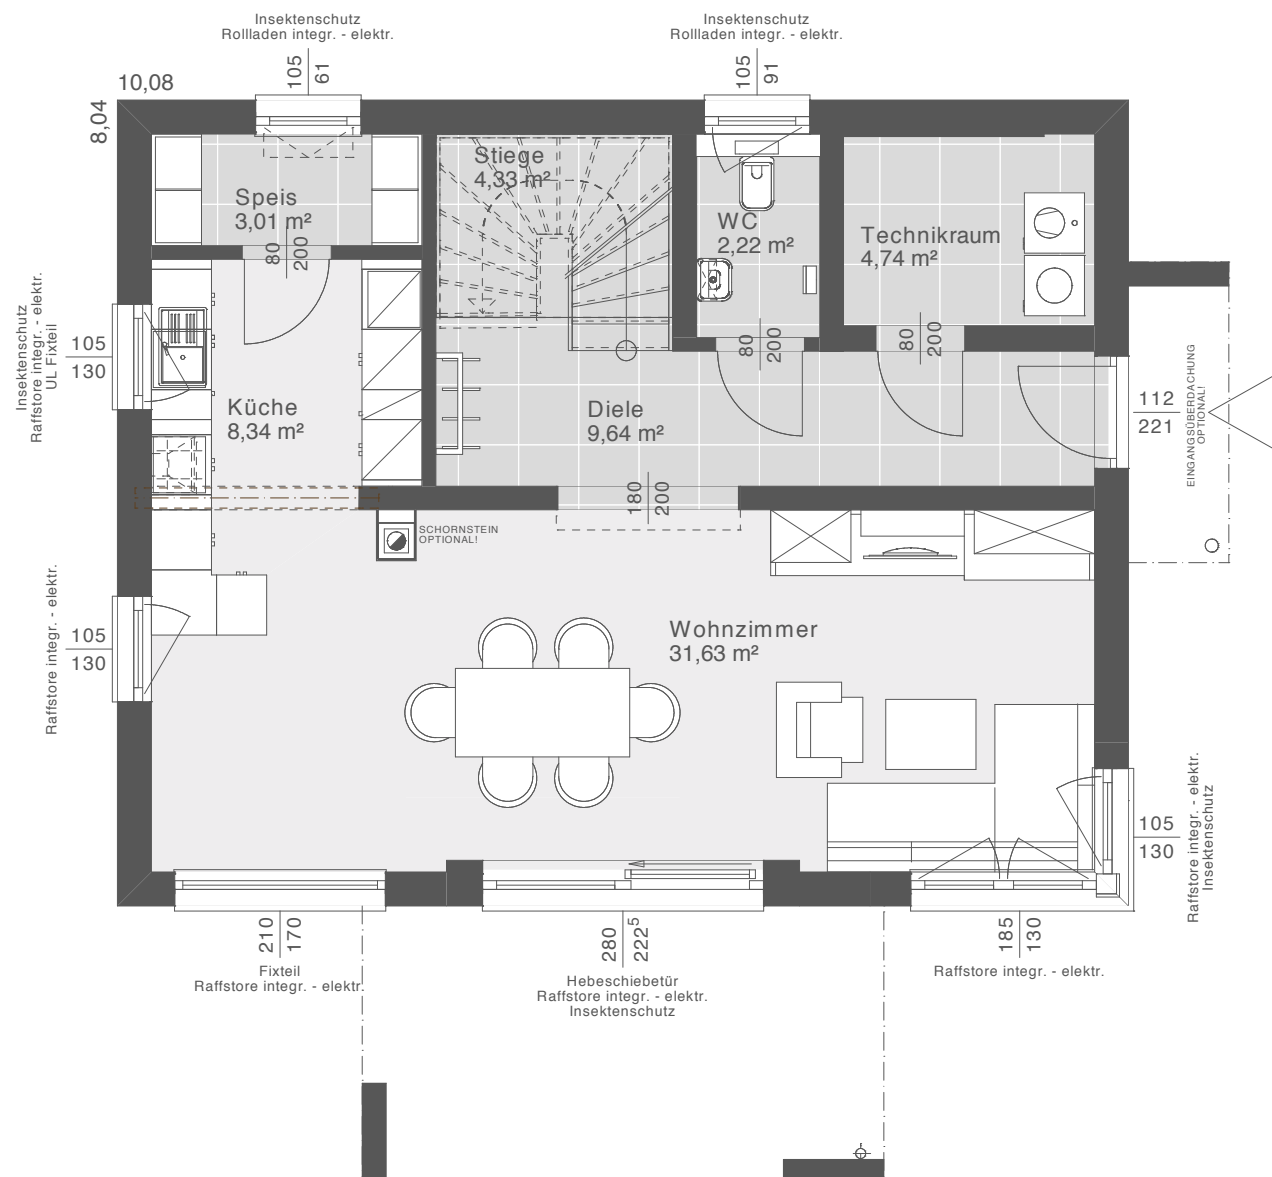 Insektenschutz
Rollladen integr. - elektr.
105
61
Insektenschutz
Rollladen integr. - elektr.
105
91
10,08
8,04
Speis
3,01 m²
80
200
Stiege
4,33 m²
WC
2,22 m²
80
200
Technikraum
4,74 m²
80
200
Insektenschutz
Raffstore integr. - elektr.
UL Fixteil
105
130
Küche
8,34 m²
Diele
9,64 m²
180
200
112
221
EINGANGSÜBERDACHUNG
OPTIONAL!
SCHORNSTEIN
OPTIONAL!
Raffstore integr. - elektr.
105
130
Wohnzimmer
31,63 m²
105
130
Raffstore integr. - elektr.
Insektenschutz
210
170
Fixteil
Raffstore integr. - elektr.
280
222⁵
Hebeschiebetür
Raffstore integr. - elektr.
Insektenschutz
185
130
Raffstore integr. - elektr.